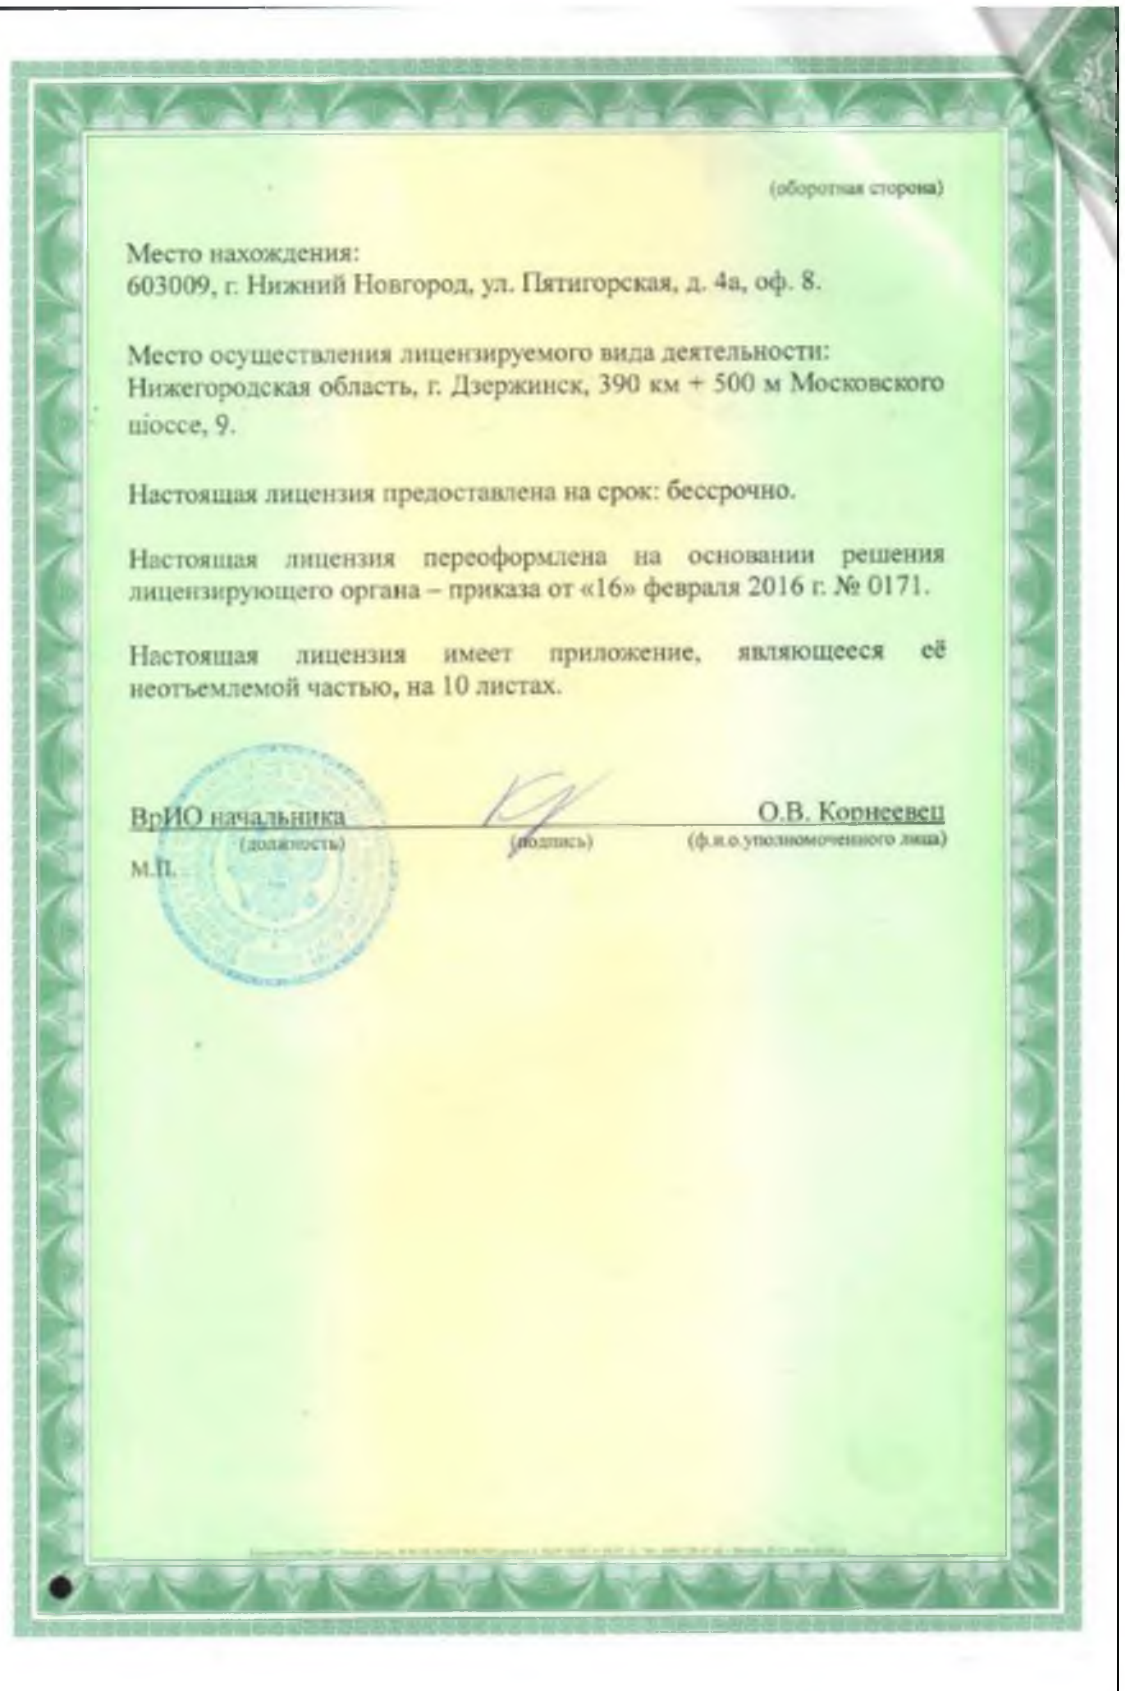 (оборотная сторона)
Место нахождения:
603009, г. Нижний Новгород, ул. Пятигорская, д. 4а, оф. 8.
Место осуществления лицензируемого вида деятельности:
Нижегородская область, г. Дзержинск, 390 км + 500 м Московского
шоссе, 9.
Настоящая лицензия предоставлена на срок: бессрочно.
Настоящая лицензия переоформлена на основании решения
лицензирующего органа – приказа от «16» февраля 2016 г. № 0171.
Настоящая лицензия имеет приложение, являющееся её
неотъемлемой частью, на 10 листах.
ВрИО начальника О.В. Корнеевец
(должность) (подпись) (ф.и.о.уполномоченного лица)
М.П.